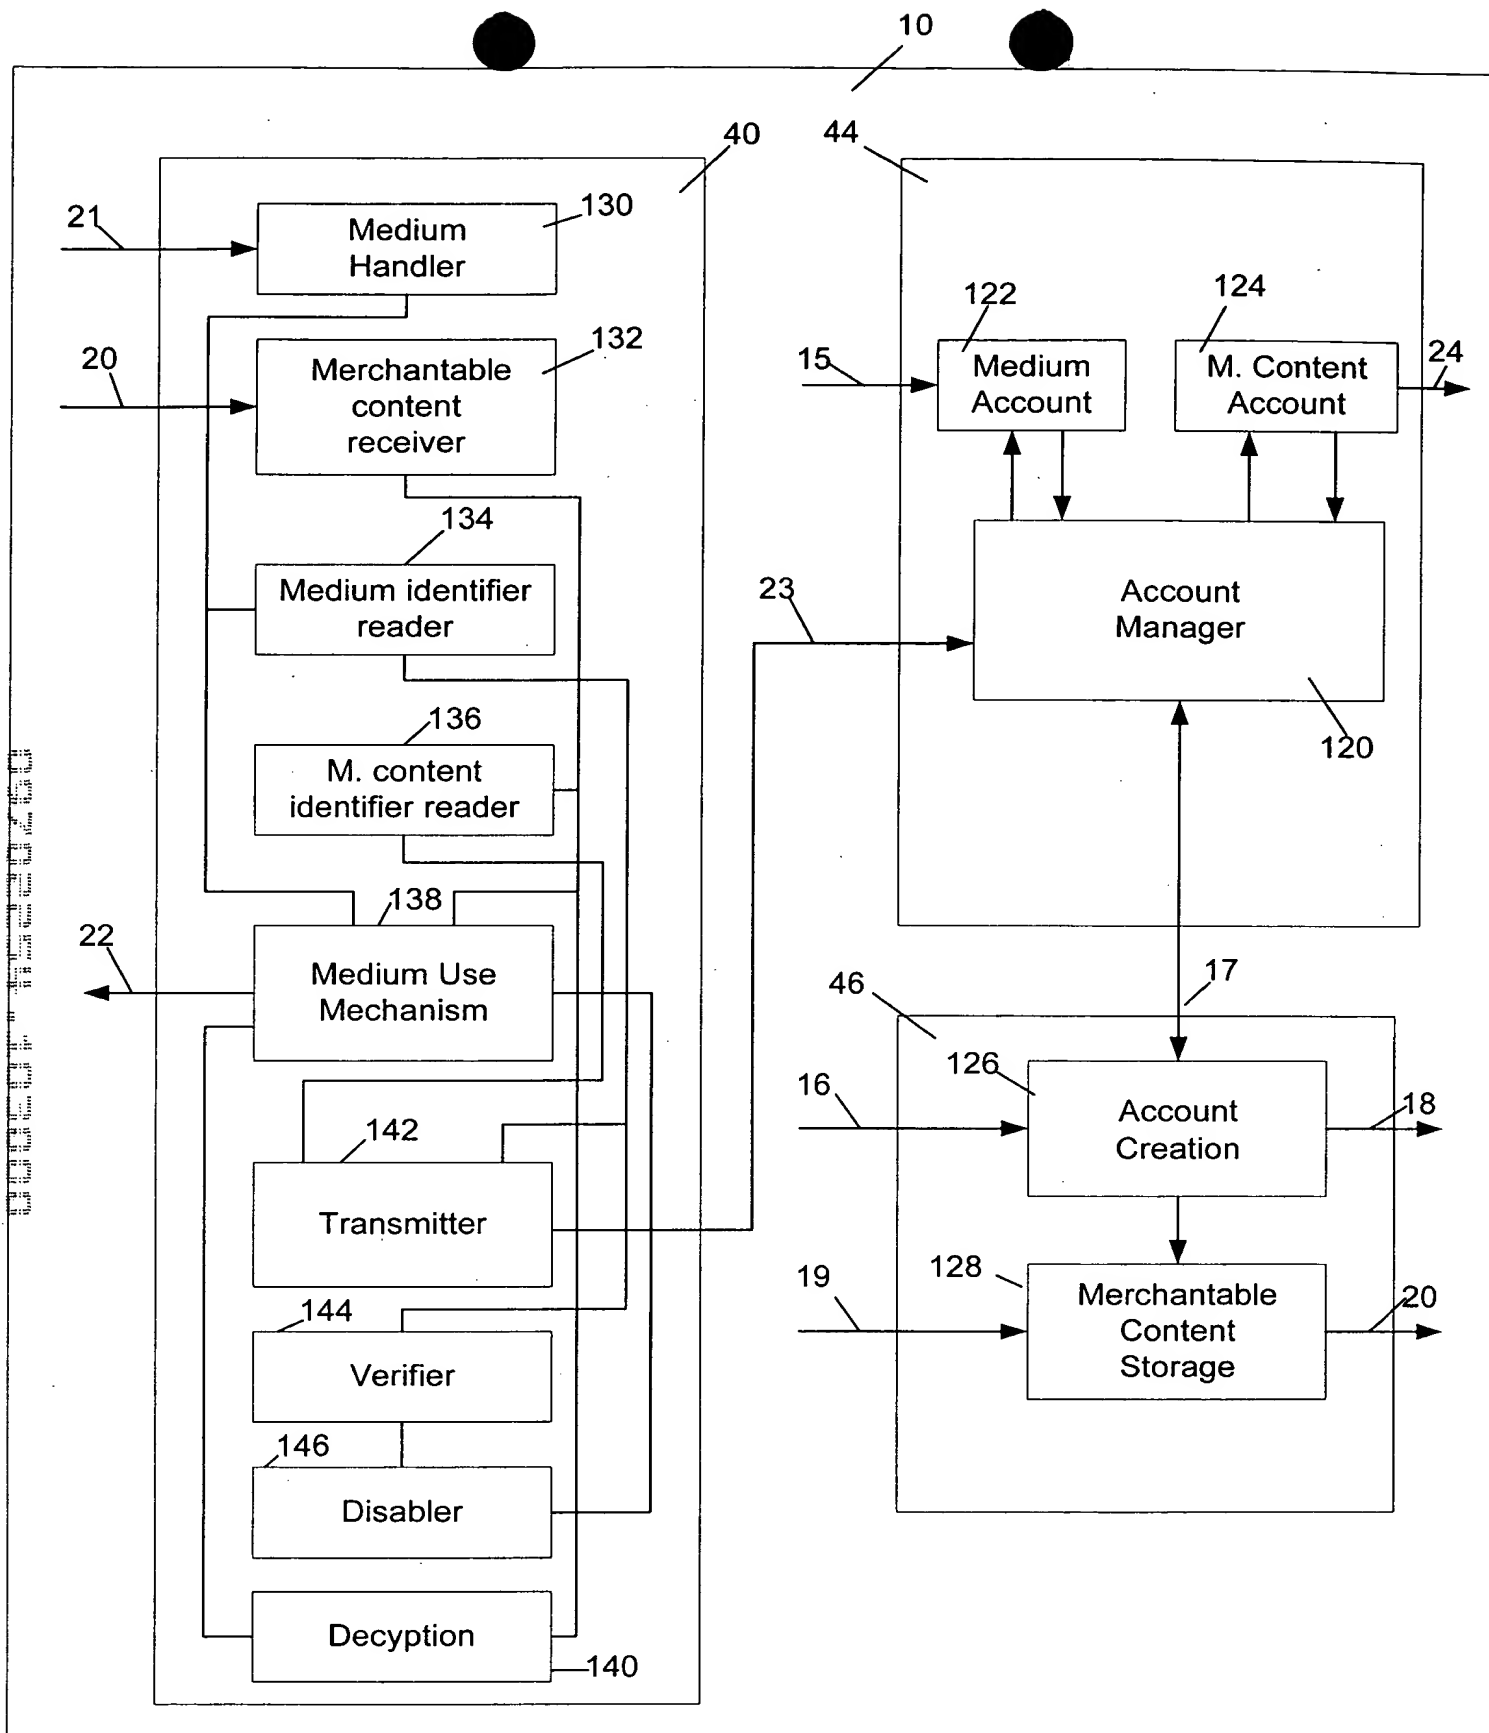 10
40
44
21
130
Medium
Handler
20
132
Merchantable
content
receiver
122
124
15
24
Medium
Account
M. Content
Account
134
Medium identifier
reader
23
Account
Manager
120
136
M. content
identifier reader
138
22
Medium Use
Mechanism
17
46
126
16
18
Account
Creation
142
Transmitter
19
128
20
Merchantable
Content
Storage
144
Verifier
146
Disabler
Decyption
140